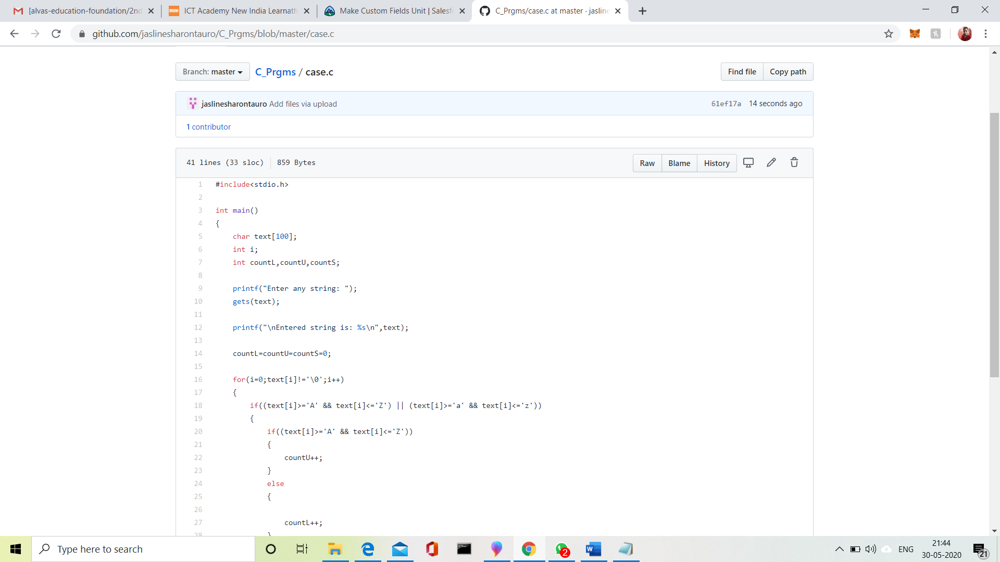 [alvas-education-foundation/2nd
ICT Academy New India Learnath
Make Custom Fields Unit | Salesfo
C_Prgms/case.c at master · jasline
github.com/jaslinesharontauro/C_Prgms/blob/master/case.c
Branch: master
C_Prgms / case.c
Find file
Copy path
jaslinesharontauro Add files via upload
61ef17a 14 seconds ago
1 contributor
41 lines (33 sloc) 859 Bytes
Raw Blame History
1 #include<stdio.h>
2
3 int main()
4 {
5 char text[100];
6 int i;
7 int countL,countU,countS;
8
9 printf("Enter any string: ");
10 gets(text);
11
12 printf("\nEntered string is: %s\n",text);
13
14 countL=countU=countS=0;
15
16 for(i=0;text[i]!='\0';i++)
17 {
18 if((text[i]>='A' && text[i]<='Z') || (text[i]>='a' && text[i]<='z'))
19 {
20 if((text[i]>='A' && text[i]<='Z'))
21 {
22 countU++;
23 }
24 else
25 {
26
27 countL++;
28 }
Type here to search
2
ENG
21:44
30-05-2020
21